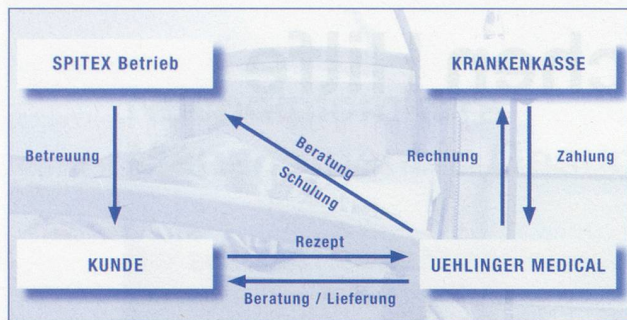 SPITEX Betrieb
KRANKENKASSE
Betreuung
Beratung
Schulung
Rechnung
Zahlung
Rezept
KUNDE
UEHLINGER MEDICAL
Beratung / Lieferung